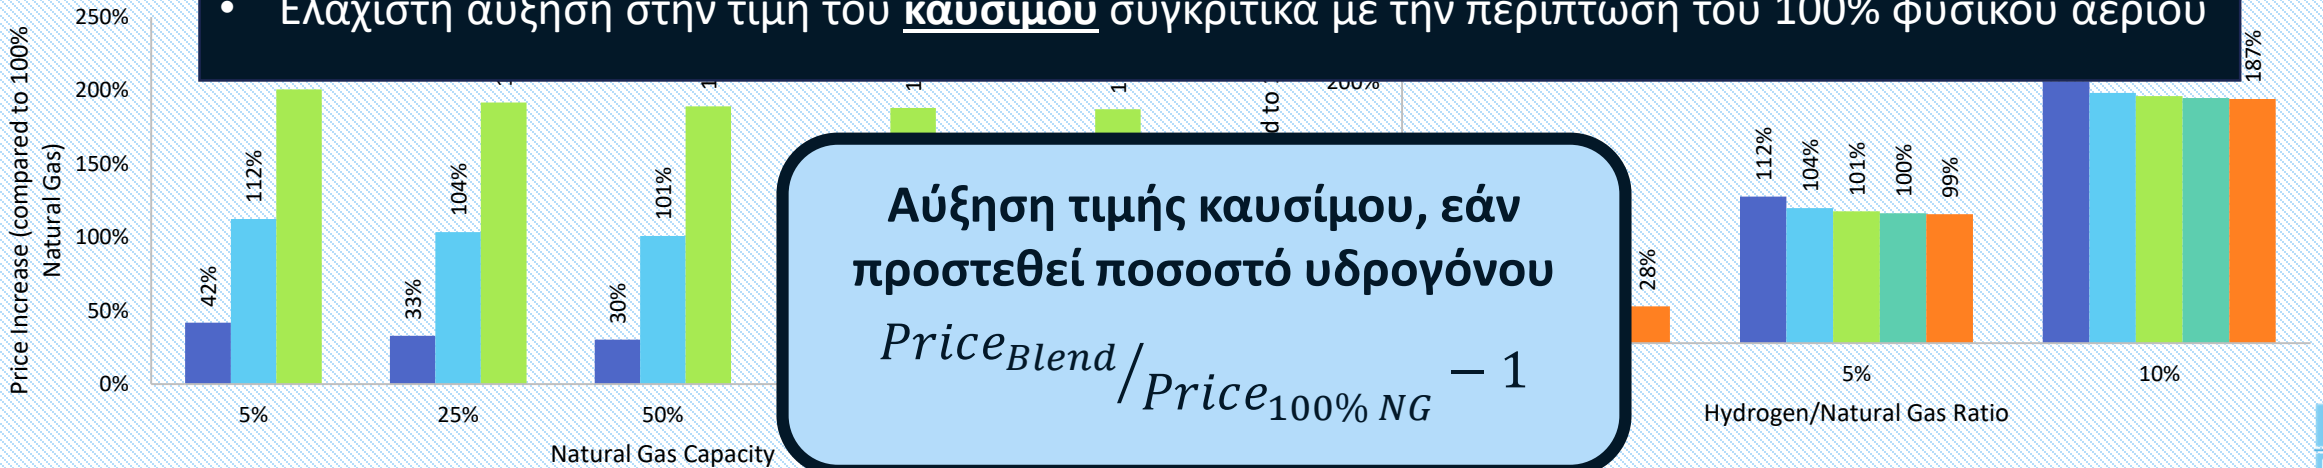 • Ελάχιστη αύξηση στην τιμή του καυσίμου συγκριτικά με την περίπτωση του 100% φυσικού αερίου
Price Increase (compared to 100%
Natural Gas)
250%
200%
150%
100%
50%
0%
42%
112%
33%
104%
30%
101%
5%
25%
50%
Natural Gas Capacity
Αύξηση τιμής καυσίμου, εάν
προστεθεί ποσοστό υδρογόνου
Price_Blend/Price_100% NG − 1
d to
200%
28%
112%
104%
101%
100%
99%
187%
5%
10%
Hydrogen/Natural Gas Ratio